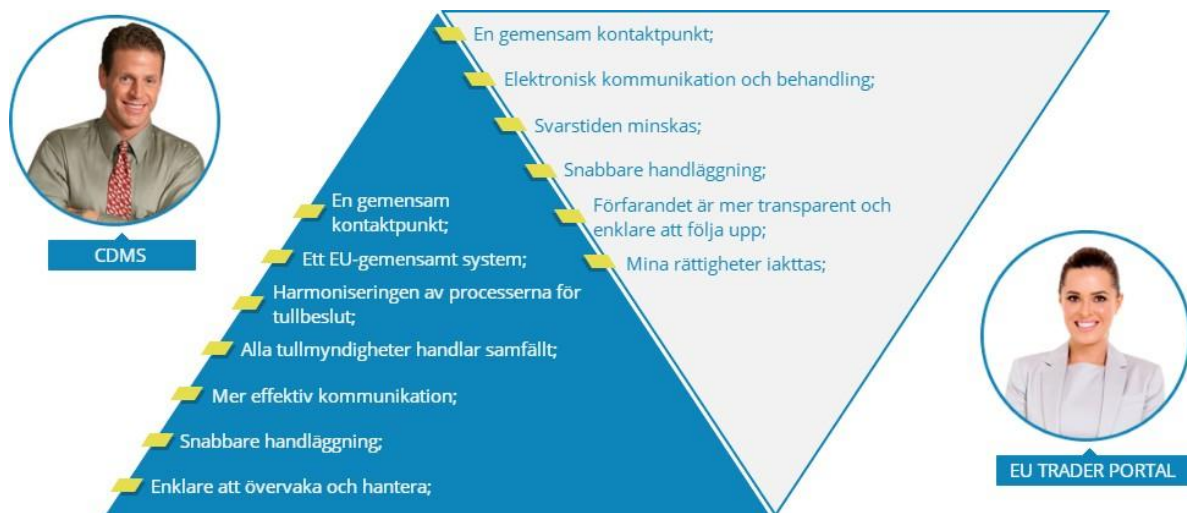 En gemensam kontaktpunkt;
Elektronisk kommunikation och behandling;
Svarstiden minskas;
Snabbare handläggning;
Förfarandet är mer transparent och
enklare att följa upp;
Mina rättigheter iakttas;
CDMS
En gemensam
kontaktpunkt;
Ett EU-gemensamt system;
Harmoniseringen av processerna för
tullbeslut;
Alla tullmyndigheter handlar samfällt;
Mer effektiv kommunikation;
Snabbare handläggning;
Enklare att övervaka och hantera;
EU TRADER PORTAL